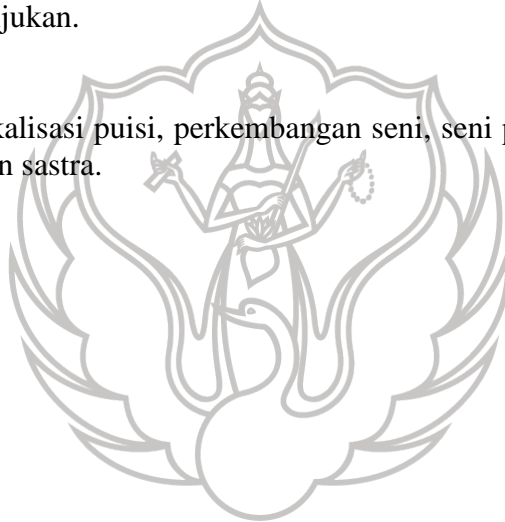 jukan.
kalisasi puisi, perkembangan seni, seni p
n sastra.